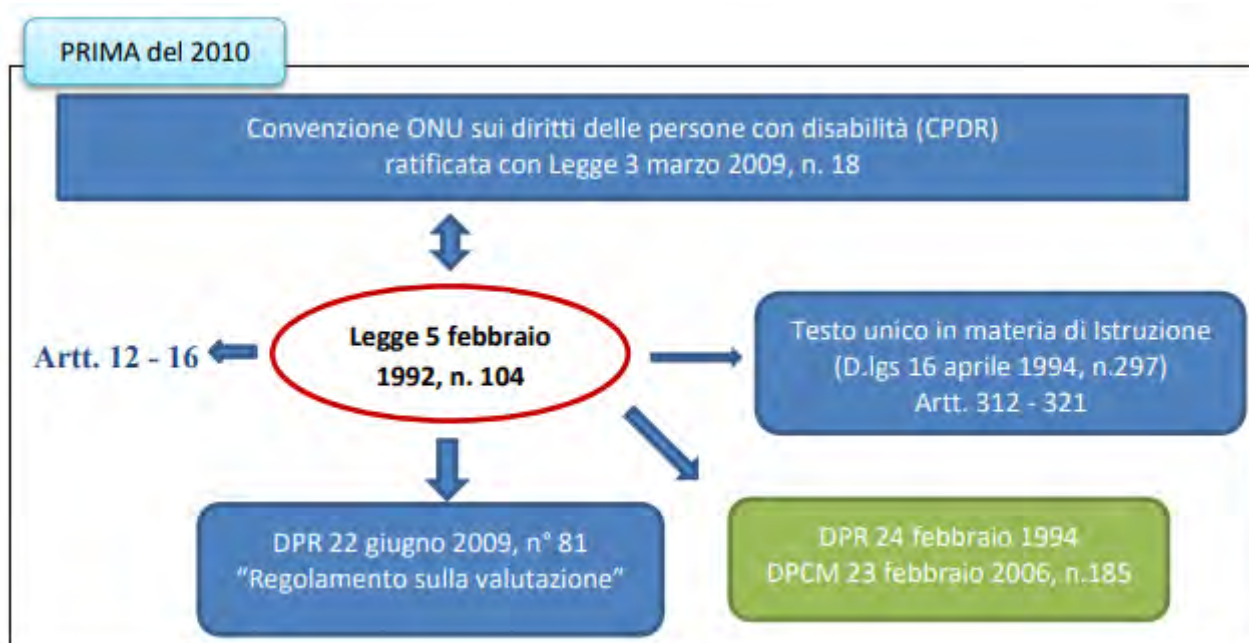 PRIMA del 2010
Convenzione ONU sui diritti delle persone con disabilità (CPDR)
ratificata con Legge 3 marzo 2009, n. 18
Artt. 12 - 16
Legge 5 febbraio
1992, n. 104
Testo unico in materia di Istruzione
(D.lgs 16 aprile 1994, n.297)
Artt. 312 - 321
DPR 22 giugno 2009, n° 81
“Regolamento sulla valutazione”
DPR 24 febbraio 1994
DPCM 23 febbraio 2006, n.185